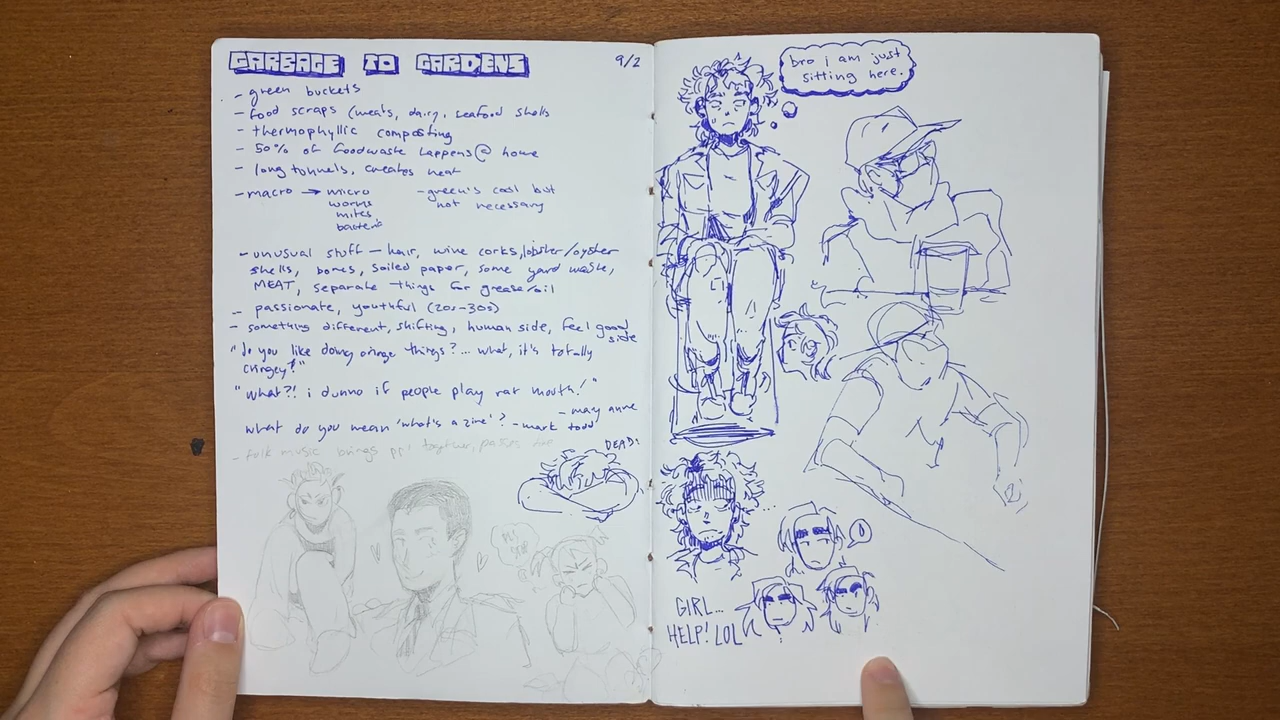 GARBAGE TO GARDENS 9/2
- green buckets
- food scraps (meats, dairy, seafood shells
- thermophyllic composting
- 50% of foodwaste happens @ home
- long tunnels, creates heat
- macro → micro
worms
mites
bacteria
- green's cool but
not necessary
- unusual stuff — hair, wine corks, lobster/oyster
shells, bones, soiled paper, some yard waste,
MEAT, separate things for grease/oil
- passionate, youthful (20s-30s)
- something different, shifting, human side, feel good
side
"do you like doing things?... what, it's totally
cringey!"
"what?! i dunno if people play rat mouth!"
- may anne
what do you mean 'what's a zine'? - mark todd
- folk music brings ppl together,
DEAD!
PLS
STOP
bro i am just
sitting here.
...
!
GIRL...
HELP! LOL